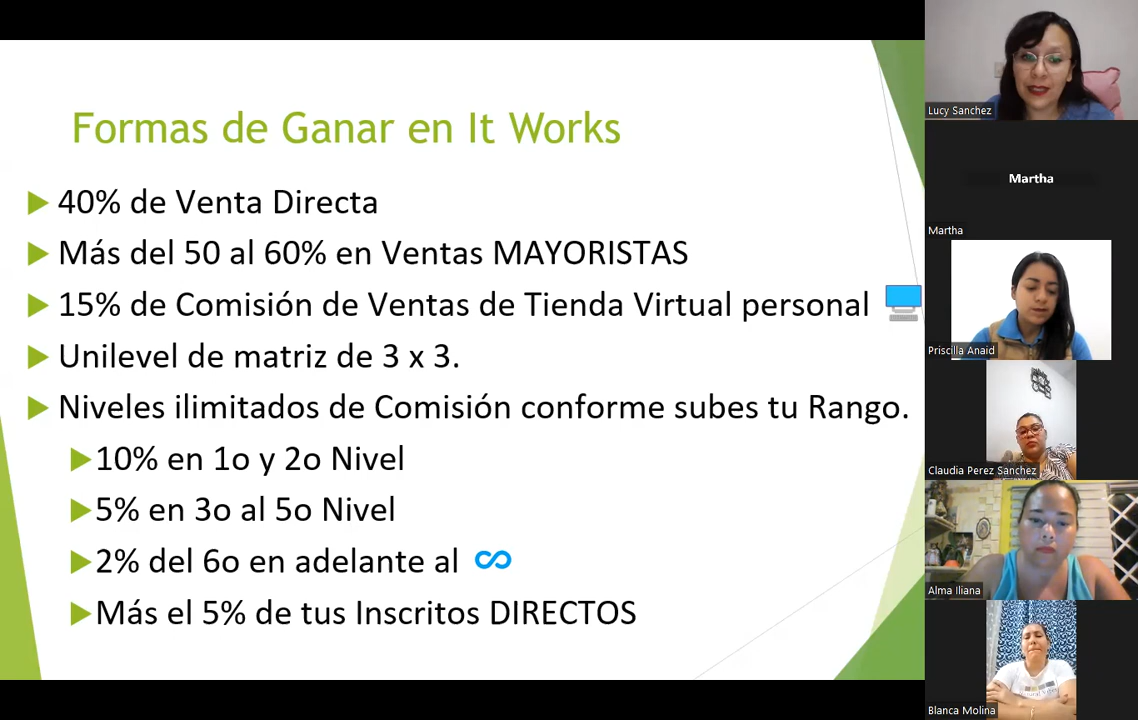 Formas de Ganar en It Works
40% de Venta Directa
Más del 50 al 60% en Ventas MAYORISTAS
15% de Comisión de Ventas de Tienda Virtual personal
Unilevel de matriz de 3 x 3.
Niveles ilimitados de Comisión conforme subes tu Rango.
10% en 1o y 2o Nivel
5% en 3o al 5o Nivel
2% del 6o en adelante al ∞
Más el 5% de tus Inscritos DIRECTOS
Lucy Sanchez
Martha
Martha
Priscilla Anaid
Claudia Perez Sanchez
Alma Iliana
Blanca Molina